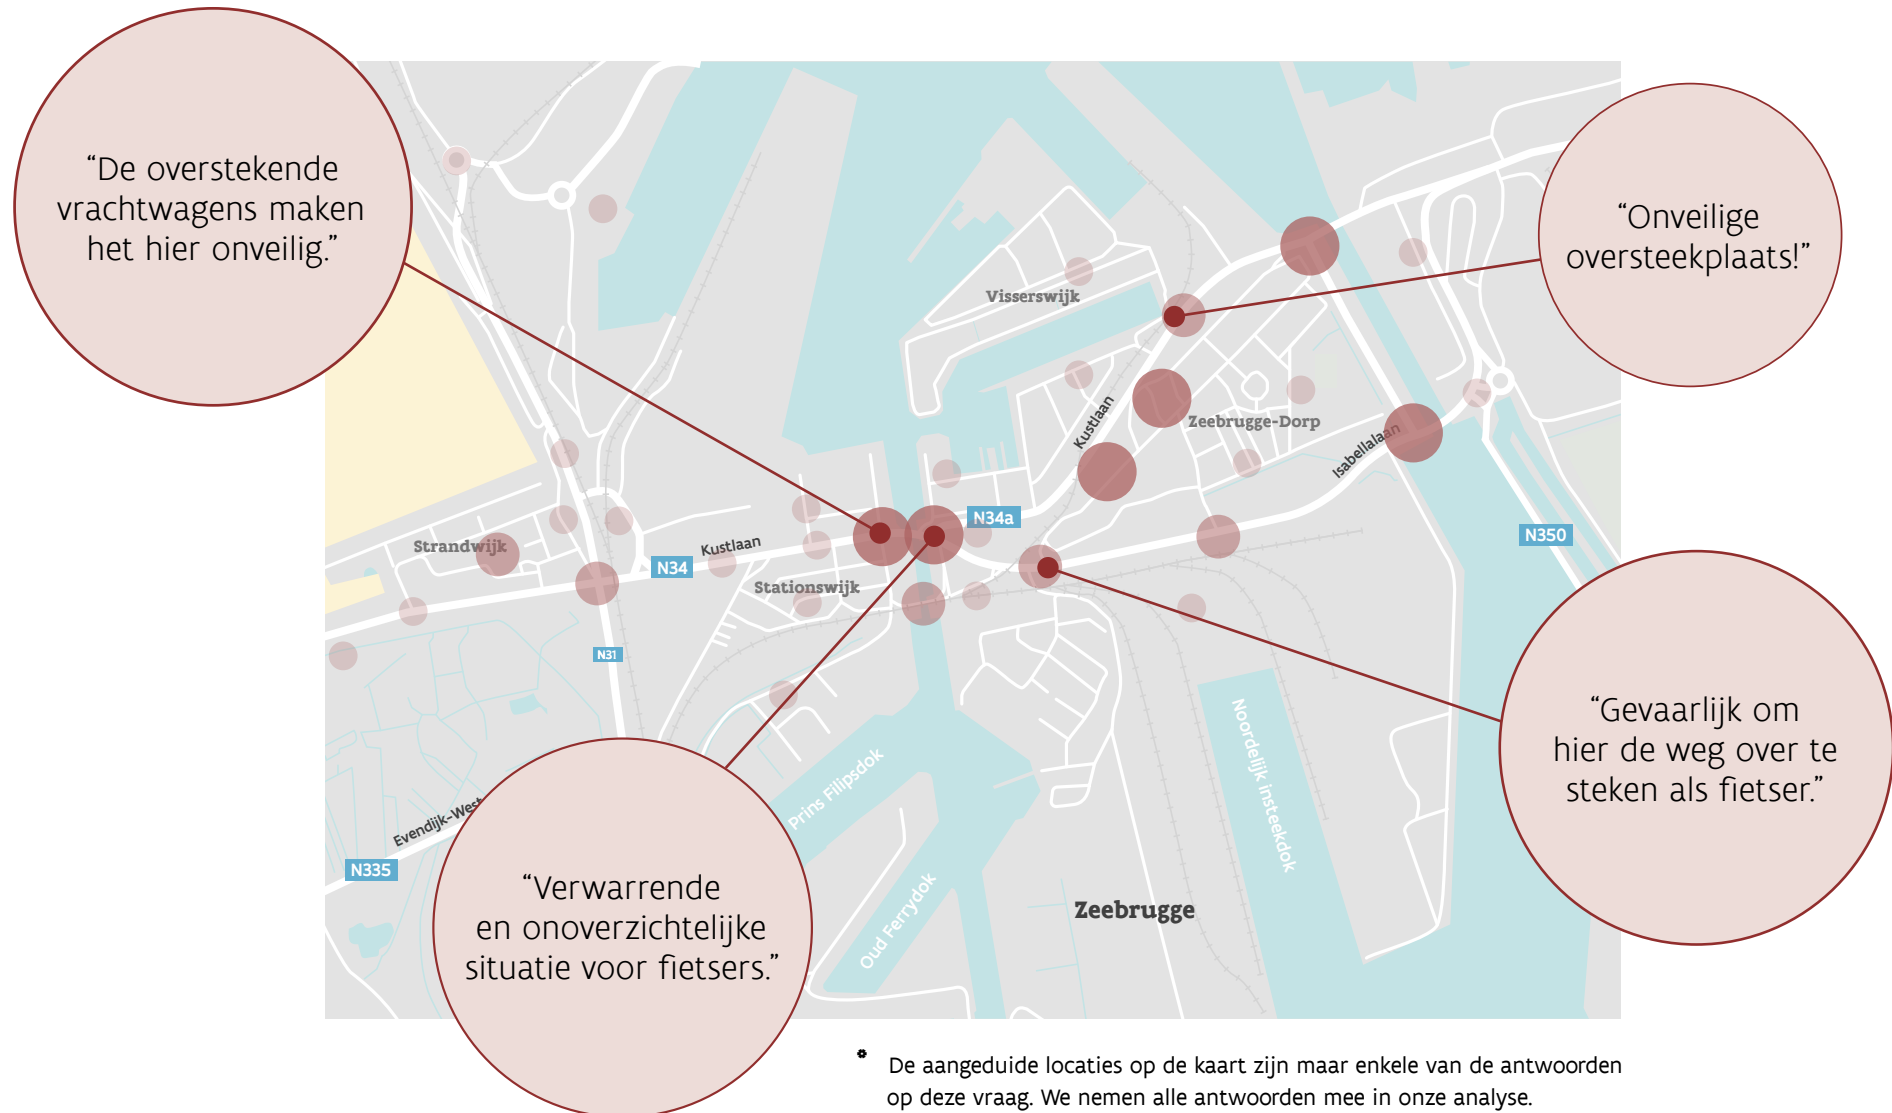 “De overstekende
vrachtwagens maken
het hier onveilig.”
“Onveilige
oversteekplaats!”
Visserswijk
Kustlaan
Zeebrugge-Dorp
Isabellalaan
N34a
N350
Strandwijk
N34
Kustlaan
Stationswijk
N31
“Gevaarlijk om
hier de weg over te
steken als fietser.”
Noordelijk insteekdok
Prins Filipsdok
Evendijk-West
N335
“Verwarrende
en onoverzichtelijke
situatie voor fietsers.”
Oud Ferrydok
Zeebrugge
* De aangeduide locaties op de kaart zijn maar enkele van de antwoorden
op deze vraag. We nemen alle antwoorden mee in onze analyse.